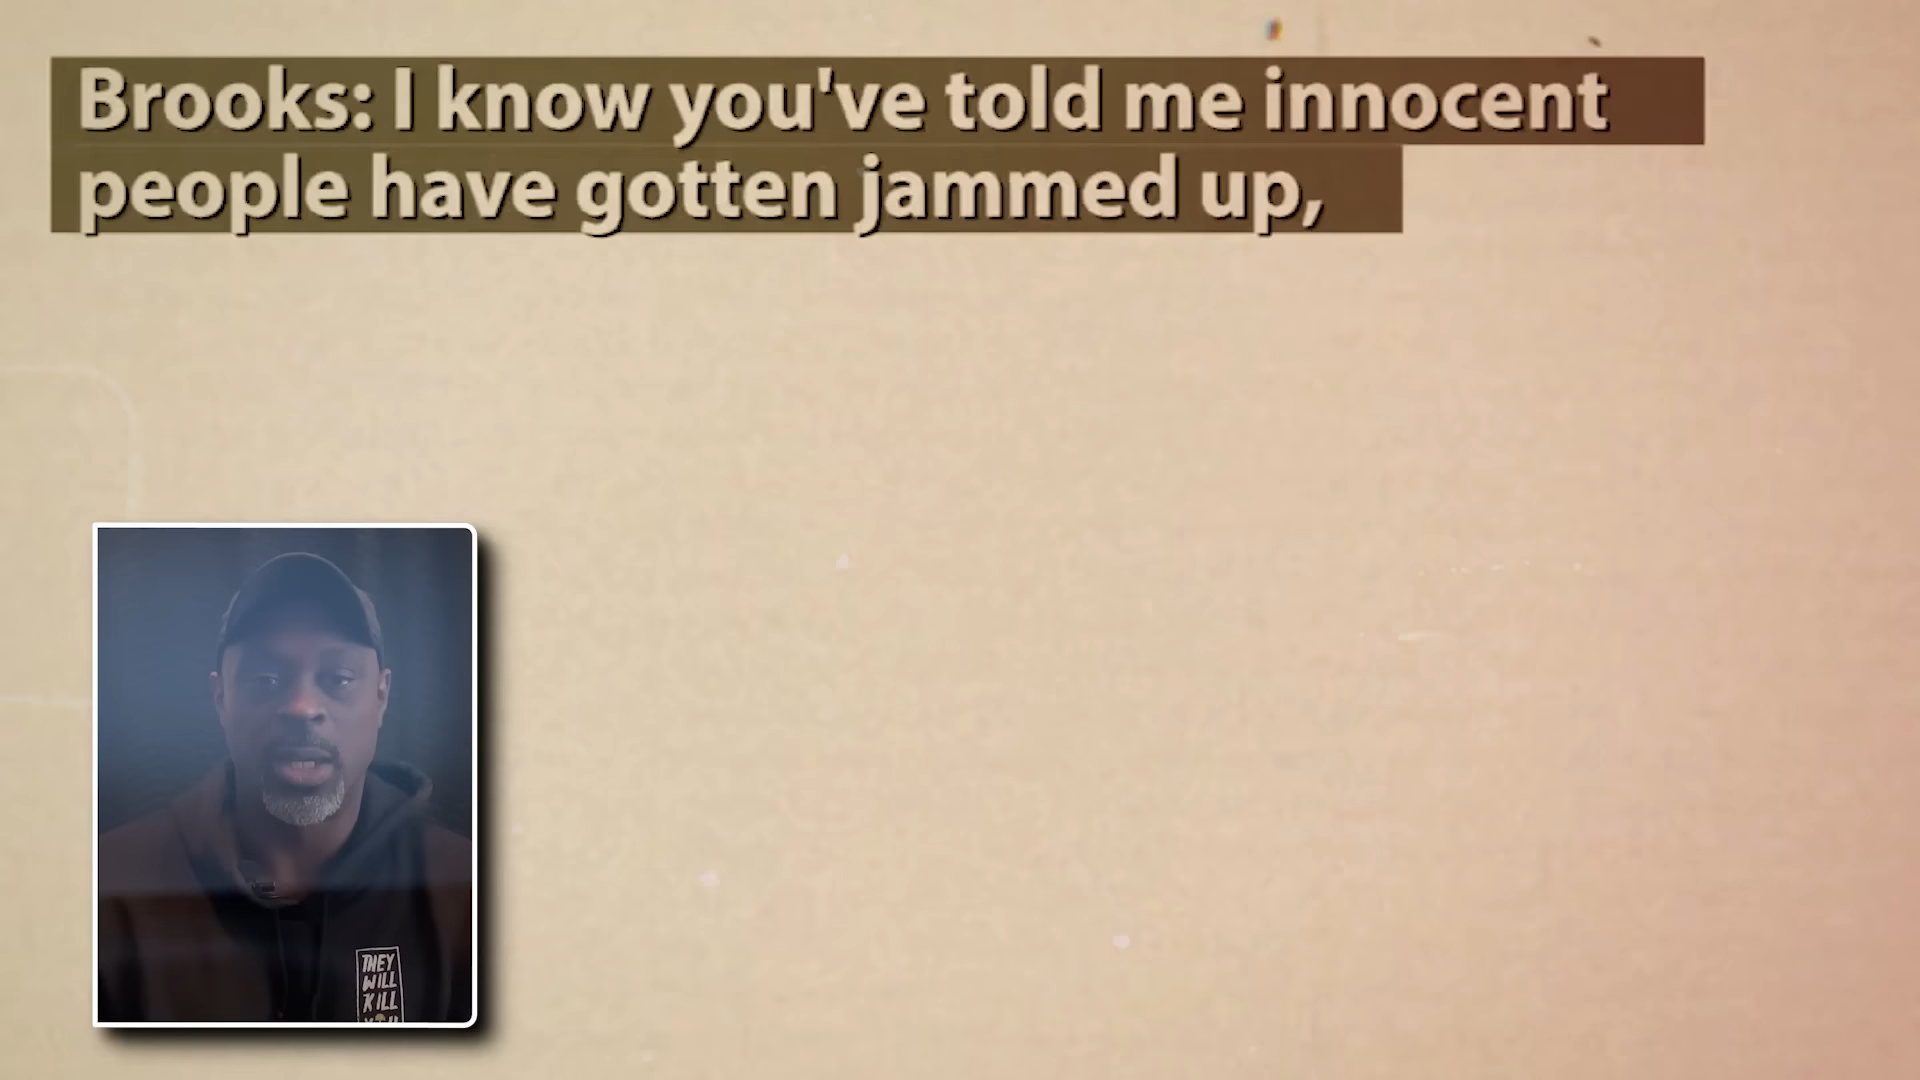 Brooks: I know you've told me innocent
people have gotten jammed up,
THEY
WILL
KILL